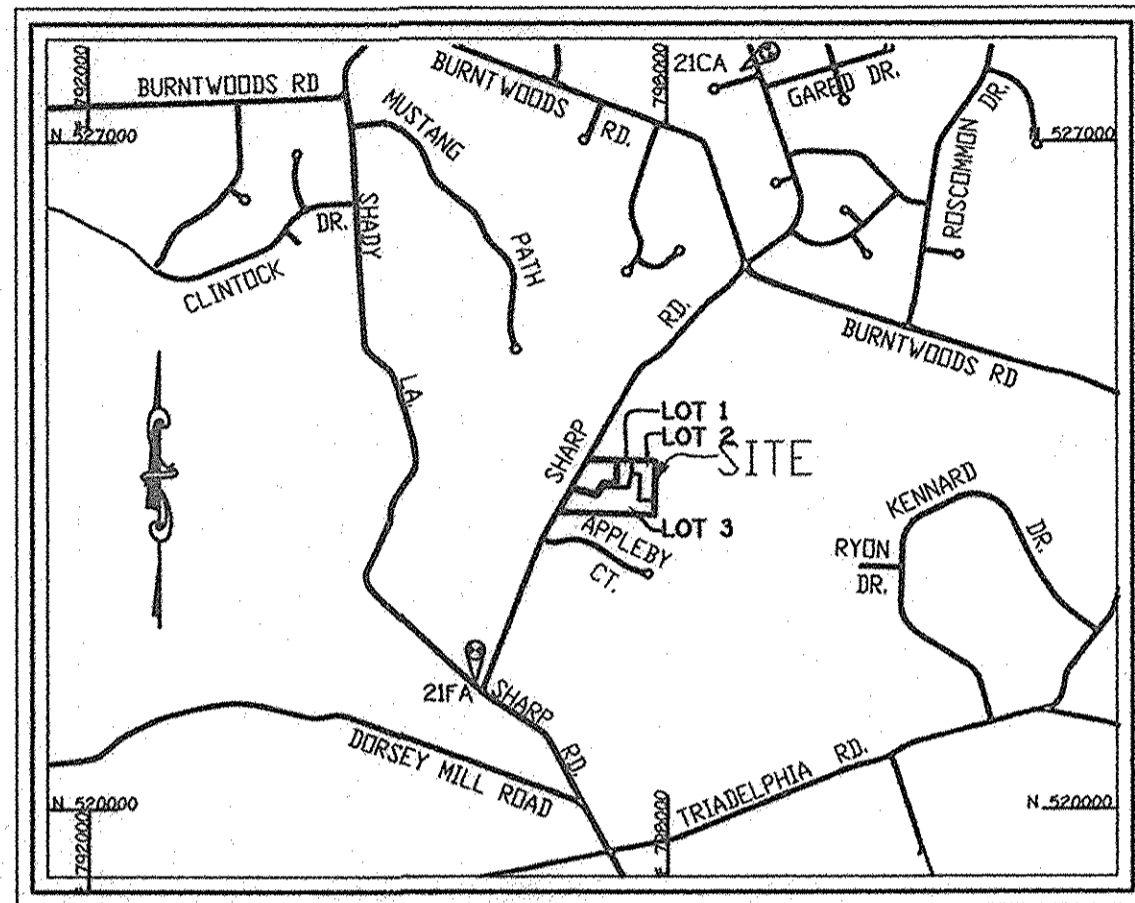 BURNTWOODS RD
BURNTWOODS RD.
21CA
GARED DR.
E 792000
798000
N 527000
N 527000
MUSTANG PATH
ROSCOMMON DR.
SHADY LA.
CLINTOCK DR.
SHARP RD.
BURNTWOODS RD
LOT 1
LOT 2
SITE
LOT 3
APPLEBY CT.
KENNARD DR.
RYON DR.
21FA
SHARP RD.
DORSEY MILL ROAD
TRIADELPHIA RD.
N 520000
N 520000
E 792000
E 798000